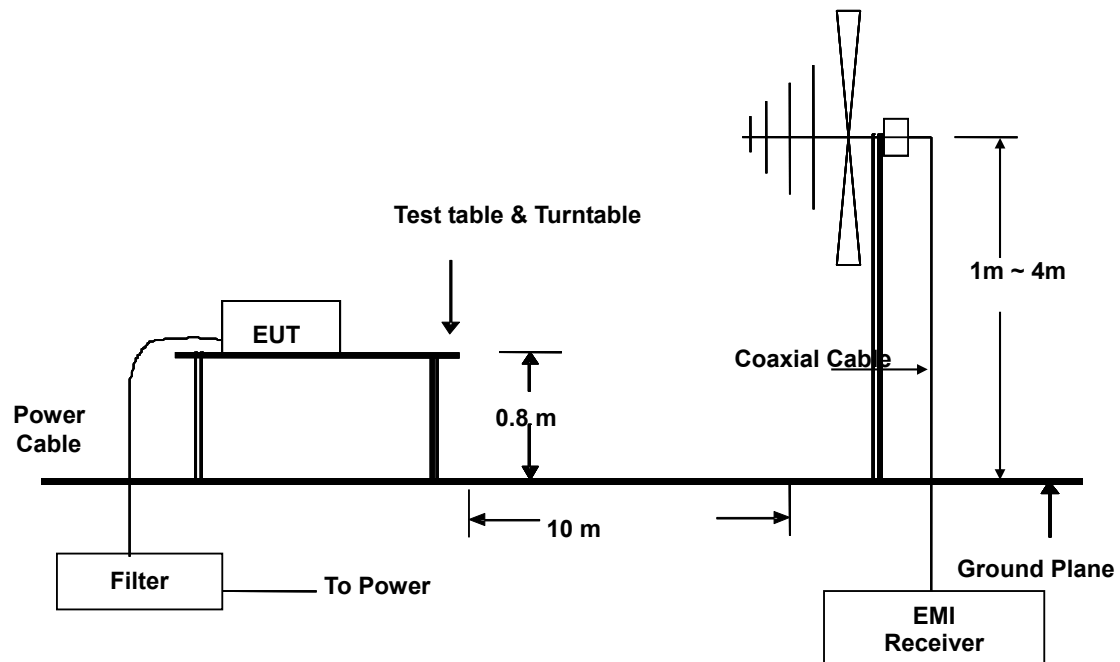 Test table & Turntable
1m ~ 4m
EUT
Coaxial Cable
0.8 m
Power
Cable
10 m
Ground Plane
Filter
To Power
EMI
Receiver